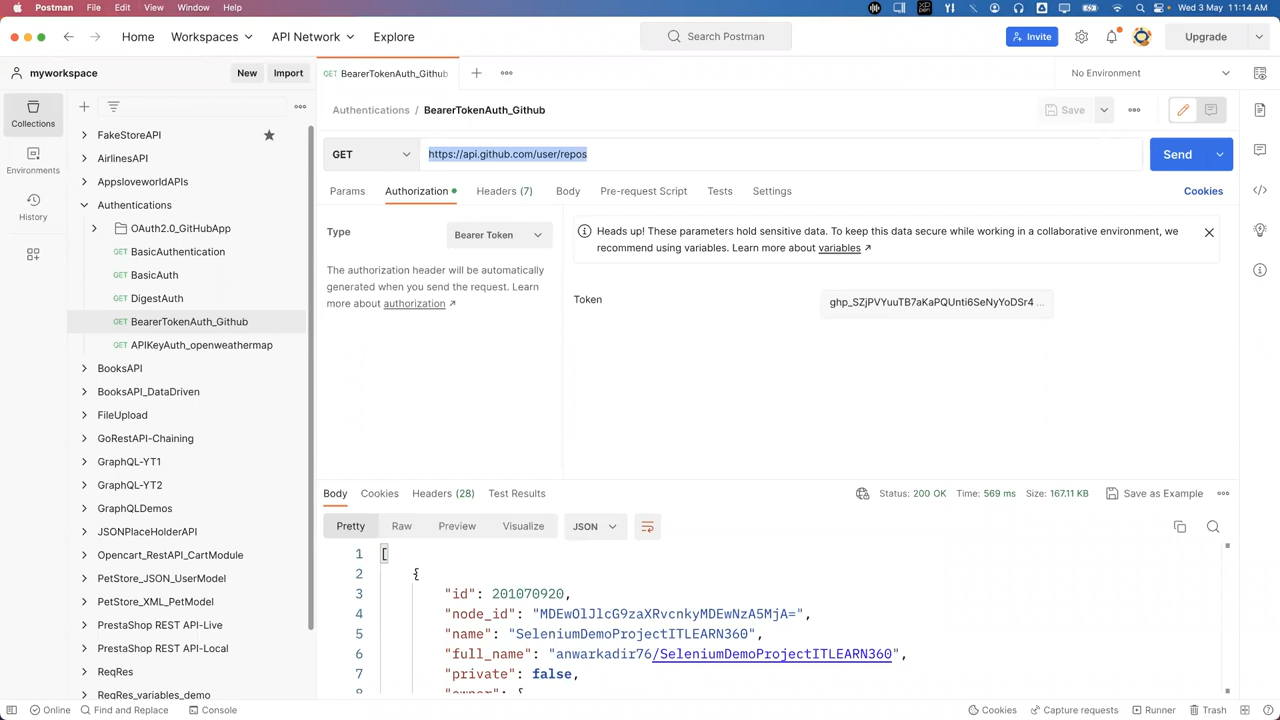 Postman File Edit View Window Help Wed 3 May 11:14 AM
Home Workspaces API Network Explore Search Postman Invite Upgrade
myworkspace New Import GET BearerTokenAuth_Github No Environment
Collections
Environments
History
FakeStoreAPI
AirlinesAPI
AppsloveworldAPIs
Authentications
OAuth2.0_GitHubApp
GET BasicAuthentication
GET BasicAuth
GET DigestAuth
GET BearerTokenAuth_Github
GET APIKeyAuth_openweathermap
BooksAPI
BooksAPI_DataDriven
FileUpload
GoRestAPI-Chaining
GraphQL-YT1
GraphQL-YT2
GraphQLDemos
JSONPlaceHolderAPI
Opencart_RestAPI_CartModule
PetStore_JSON_UserModel
PetStore_XML_PetModel
PrestaShop REST API-Live
PrestaShop REST API-Local
ReqRes
ReqRes_variables_demo
Authentications / BearerTokenAuth_Github Save
GET https://api.github.com/user/repos Send
Params Authorization Headers (7) Body Pre-request Script Tests Settings Cookies
Type Bearer Token
The authorization header will be automatically
generated when you send the request. Learn
more about authorization ↗
Heads up! These parameters hold sensitive data. To keep this data secure while working in a collaborative environment, we
recommend using variables. Learn more about variables ↗
Token ghp_SZjPVYuuTB7aKaPQUnti6SeNyYoDSr4 ...
Body Cookies Headers (28) Test Results Status: 200 OK Time: 569 ms Size: 167.11 KB Save as Example
Pretty Raw Preview Visualize JSON
1 [
2 {
3 "id": 201070920,
4 "node_id": "MDEwOlJlcG9zaXRvcnkyMDEwNzA5MjA=",
5 "name": "SeleniumDemoProjectITLEARN360",
6 "full_name": "anwarkadir76/SeleniumDemoProjectITLEARN360",
7 "private": false,
8 "owner": {
Online Find and Replace Console Cookies Capture requests Runner Trash